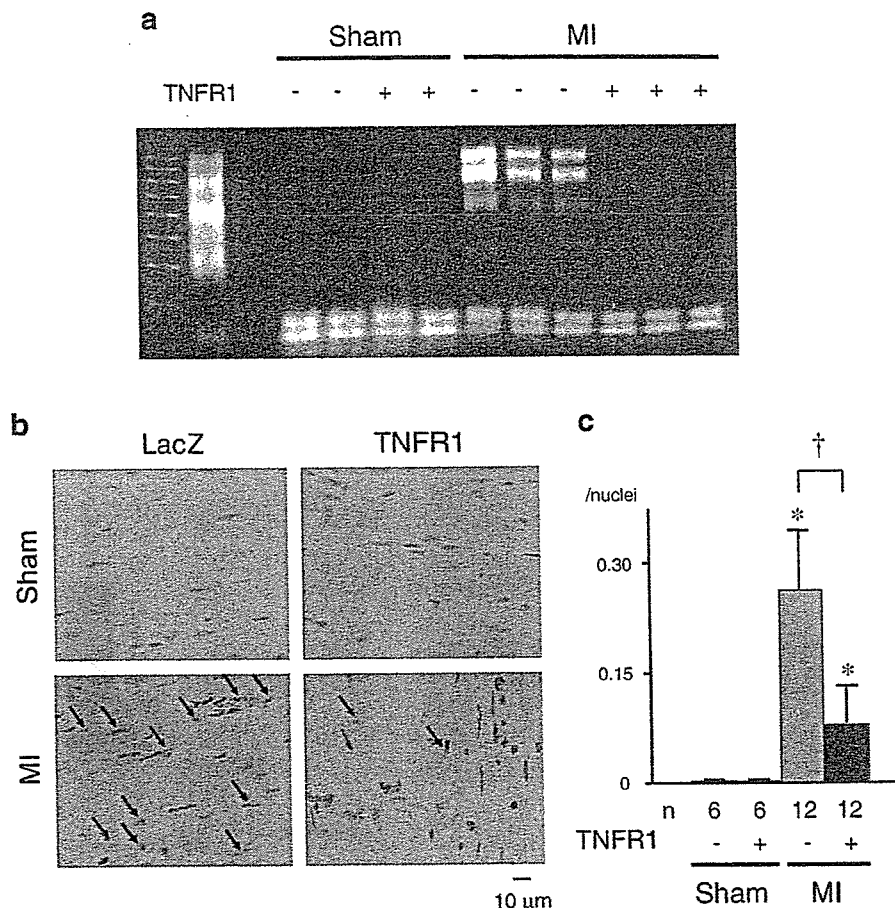 a
Sham MI
TNFR1 - - + + - - - + + +
b
LacZ TNFR1
Sham
MI
10 μm
c
†
/nuclei
* 
0.30
*
0.15
0
n 6 6 12 12
TNFR1 - + - +
Sham MI